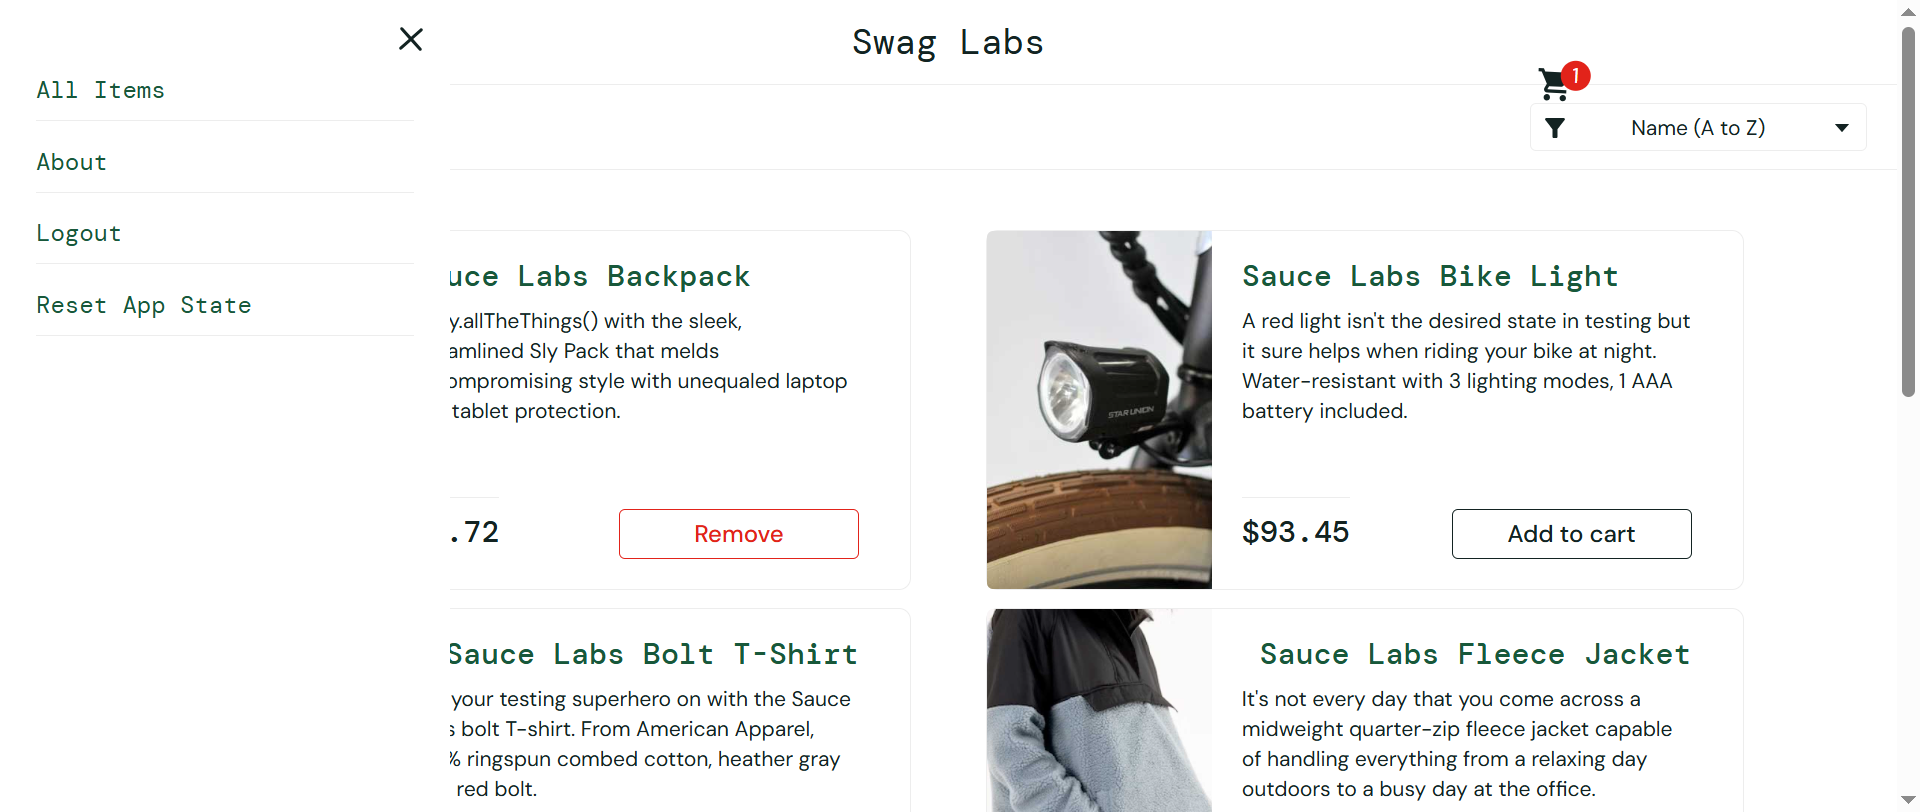 Swag Labs
1
All Items
About
Logout
Reset App State
Name (A to Z)
uce Labs Backpack
y.allTheThings() with the sleek,
amlined Sly Pack that melds
ompromising style with unequaled laptop
tablet protection.
.72
Remove
STAR UNION
Sauce Labs Bike Light
A red light isn't the desired state in testing but
it sure helps when riding your bike at night.
Water-resistant with 3 lighting modes, 1 AAA
battery included.
$93.45
Add to cart
Sauce Labs Bolt T-Shirt
your testing superhero on with the Sauce
s bolt T-shirt. From American Apparel,
% ringspun combed cotton, heather gray
red bolt.
Sauce Labs Fleece Jacket
It's not every day that you come across a
midweight quarter-zip fleece jacket capable
of handling everything from a relaxing day
outdoors to a busy day at the office.